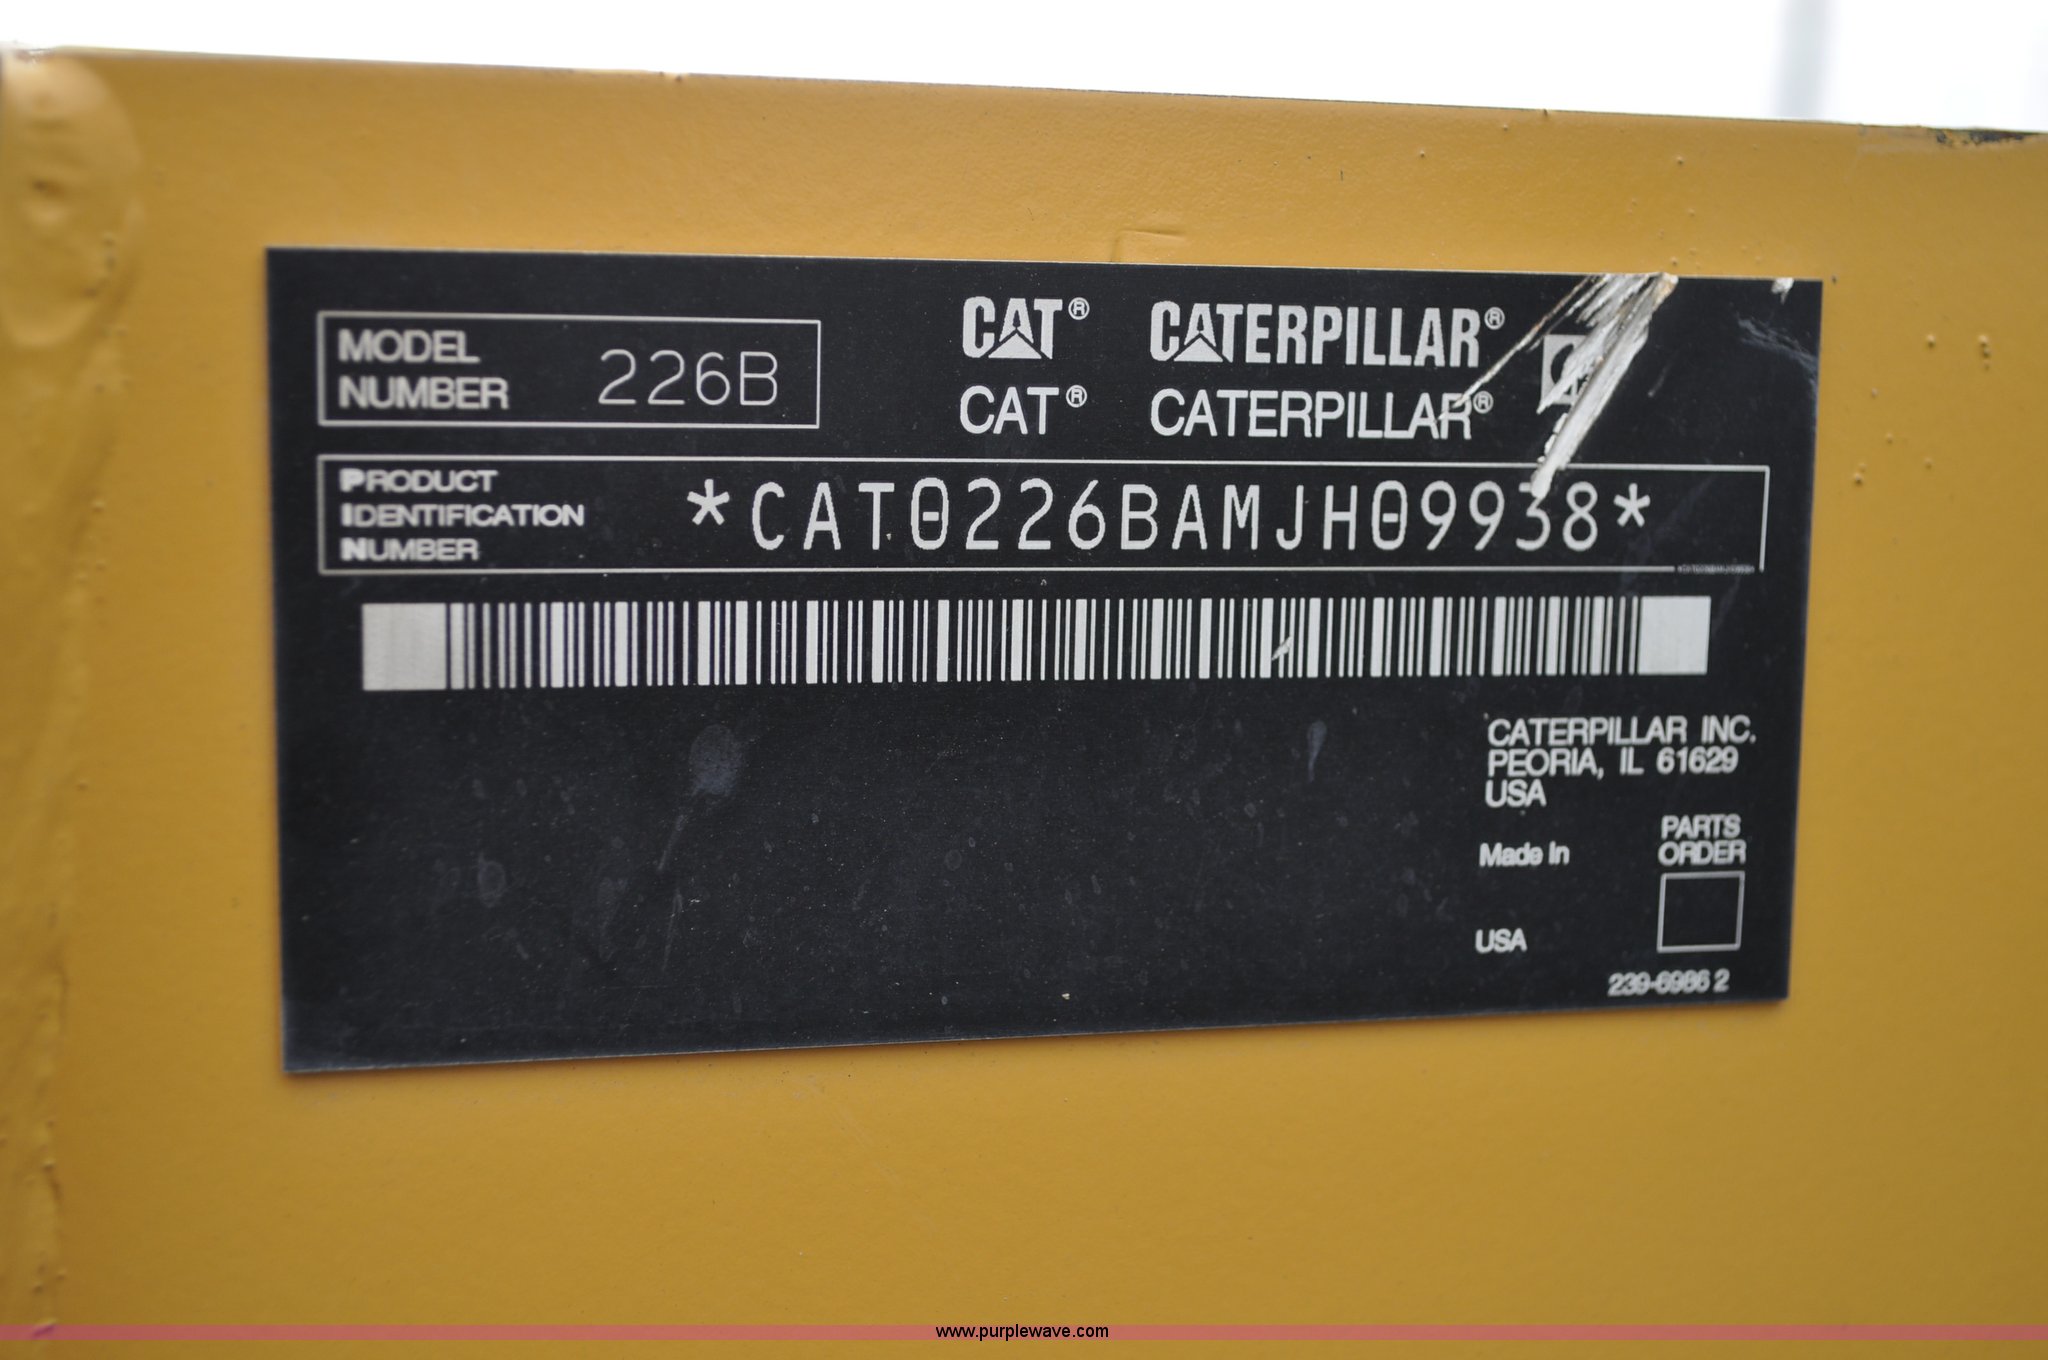 MODEL
NUMBER 226B
CAT® CATERPILLAR®
CAT® CATERPILLAR®
PRODUCT
IDENTIFICATION
NUMBER
*CAT0226BAMJH09938*
CATERPILLAR INC.
PEORIA, IL 61629
USA
Made in
USA
PARTS
ORDER
239-6986 2
www.purplewave.com